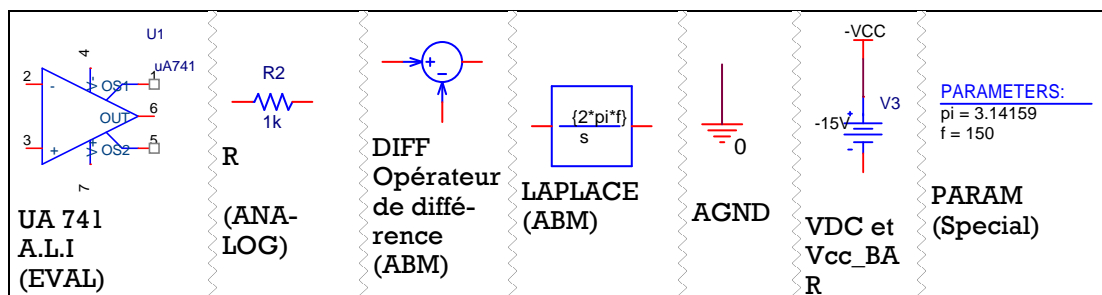 U1
4
uA741
1
2
-
V-
OS1
6
OUT
3
+
V+
OS2
5
7
UA 741
A.L.I
(EVAL)
R2
1k
R
(ANA-
LOG)
+
-
DIFF
Opérateur
de diffé-
rence
(ABM)
{2*pi*f}
s
LAPLACE
(ABM)
0
AGND
-VCC
V3
+
-15V
-
VDC et
Vcc_BA
R
PARAMETERS:
pi = 3.14159
f = 150
PARAM
(Special)